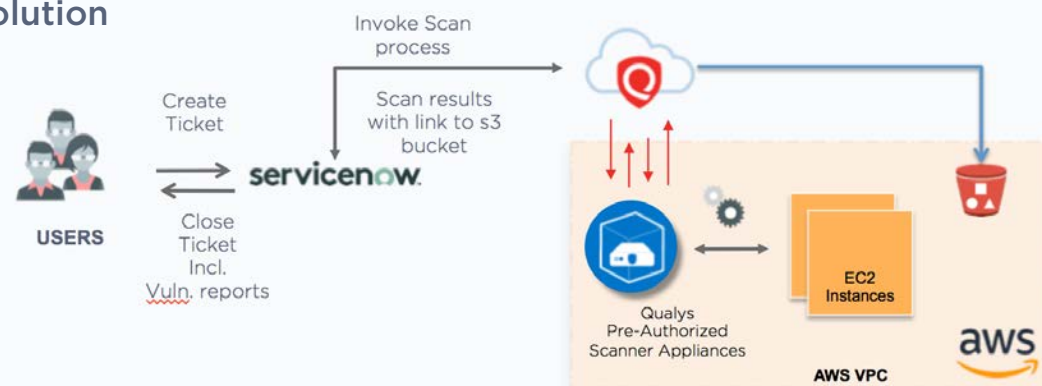 olution
Invoke Scan
process
Create
Ticket
Scan results
with link to s3
bucket
servicenow.
USERS
Close
Ticket
Incl.
Vuln. reports
EC2
Instances
Qualys
Pre-Authorized
Scanner Appliances
aws
AWS VPC